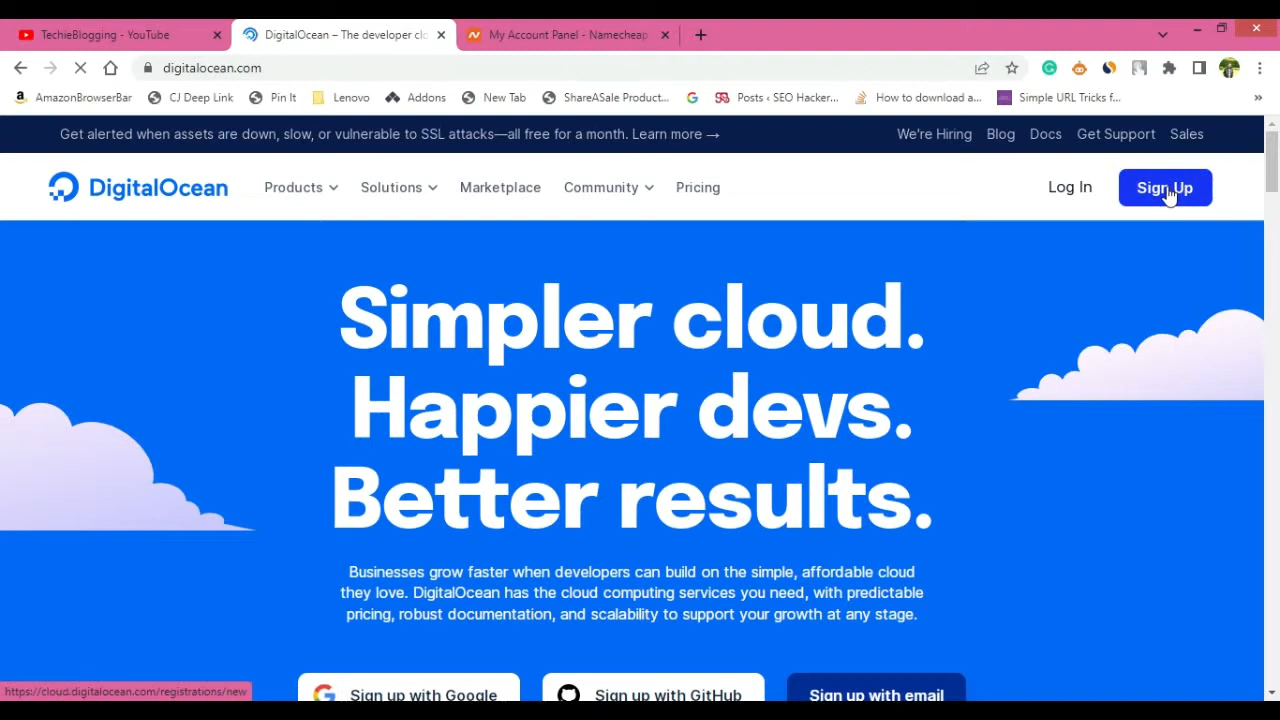 TechieBlogging - YouTube
DigitalOcean – The developer clo
My Account Panel - Namecheap
digitalocean.com
AmazonBrowserBar
CJ Deep Link
Pin It
Lenovo
Addons
New Tab
ShareASale Product...
Posts ‹ SEO Hacker...
How to download a...
Simple URL Tricks f...
»
Get alerted when assets are down, slow, or vulnerable to SSL attacks—all free for a month. Learn more →
We're Hiring
Blog
Docs
Get Support
Sales
DigitalOcean
Products
Solutions
Marketplace
Community
Pricing
Log In
Sign Up
Simpler cloud.
Happier devs.
Better results.
Businesses grow faster when developers can build on the simple, affordable cloud
they love. DigitalOcean has the cloud computing services you need, with predictable
pricing, robust documentation, and scalability to support your growth at any stage.
Sign up with Google
Sign up with GitHub
Sign up with email
https://cloud.digitalocean.com/registrations/new